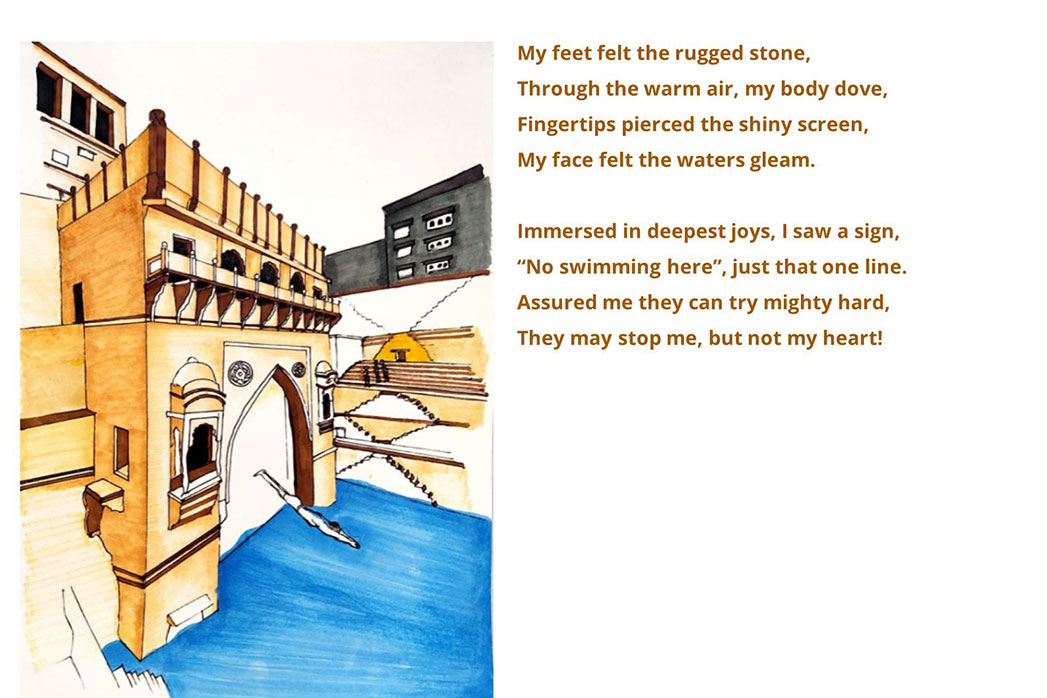 My feet felt the rugged stone,
Through the warm air, my body dove,
Fingertips pierced the shiny screen,
My face felt the waters gleam.
Immersed in deepest joys, I saw a sign,
“No swimming here”, just that one line.
Assured me they can try mighty hard,
They may stop me, but not my heart!